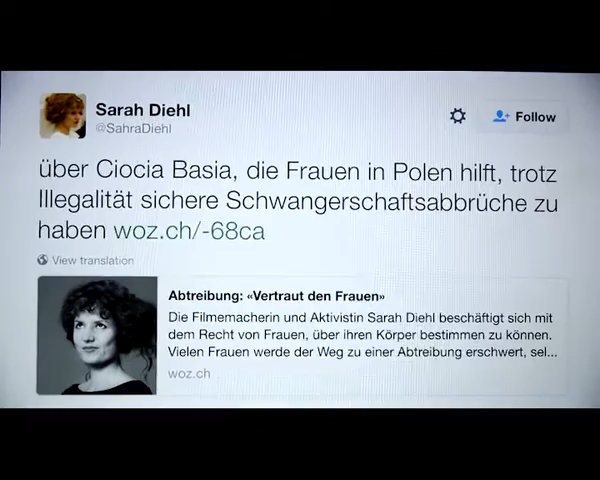 Sarah Diehl
@SahraDiehl
Follow
über Ciocia Basia, die Frauen in Polen hilft, trotz
Illegalität sichere Schwangerschaftsabbrüche zu
haben woz.ch/-68ca
View translation
Abtreibung: «Vertraut den Frauen»
Die Filmemacherin und Aktivistin Sarah Diehl beschäftigt sich mit
dem Recht von Frauen, über ihren Körper bestimmen zu können.
Vielen Frauen werde der Weg zu einer Abtreibung erschwert, sel...
woz.ch